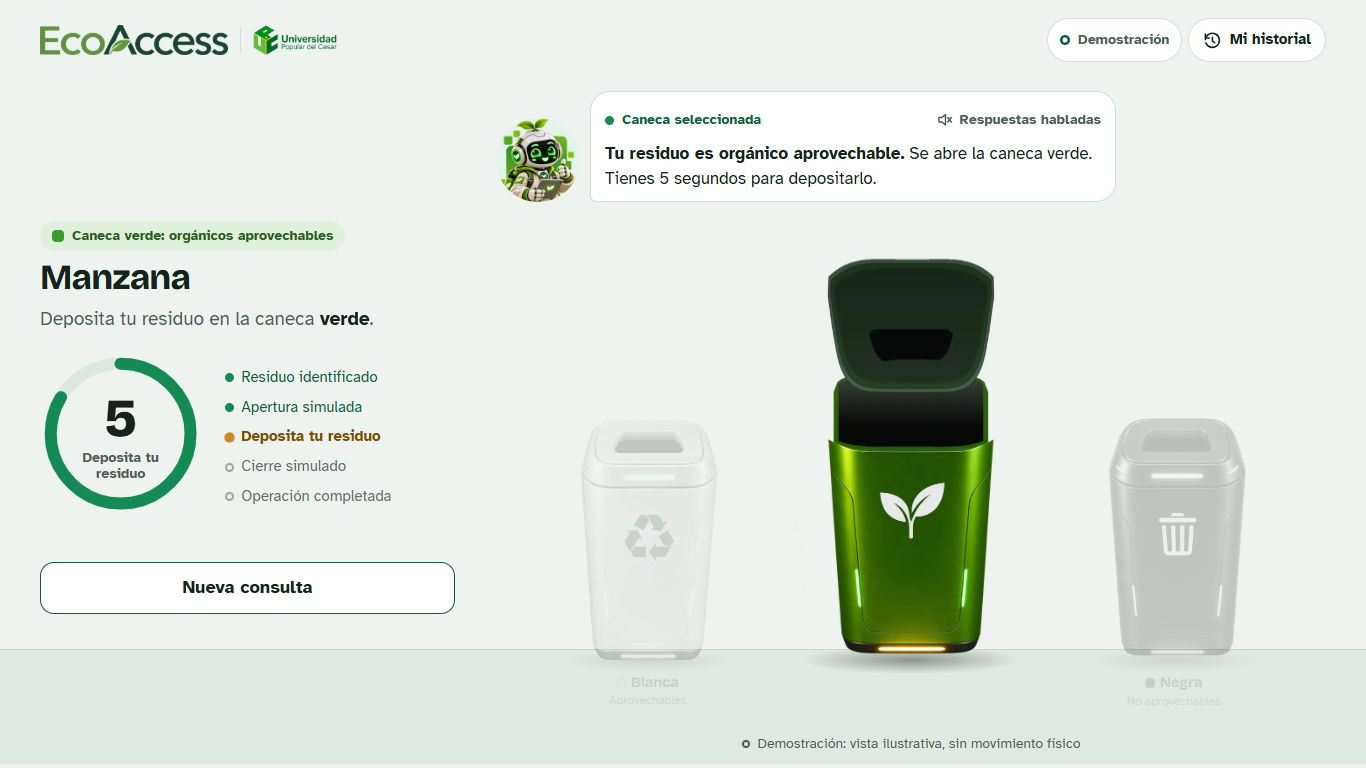 EcoAccess
Universidad
Popular del Cesar
Demostración
Mi historial
Caneca seleccionada
Respuestas habladas
Tu residuo es orgánico aprovechable. Se abre la caneca verde.
Tienes 5 segundos para depositarlo.
Caneca verde: orgánicos aprovechables
Manzana
Deposita tu residuo en la caneca verde.
5
Deposita tu
residuo
Residuo identificado
Apertura simulada
Deposita tu residuo
Cierre simulado
Operación completada
Nueva consulta
Blanca
Aprovechables
Negra
No aprovechables
Demostración: vista ilustrativa, sin movimiento físico